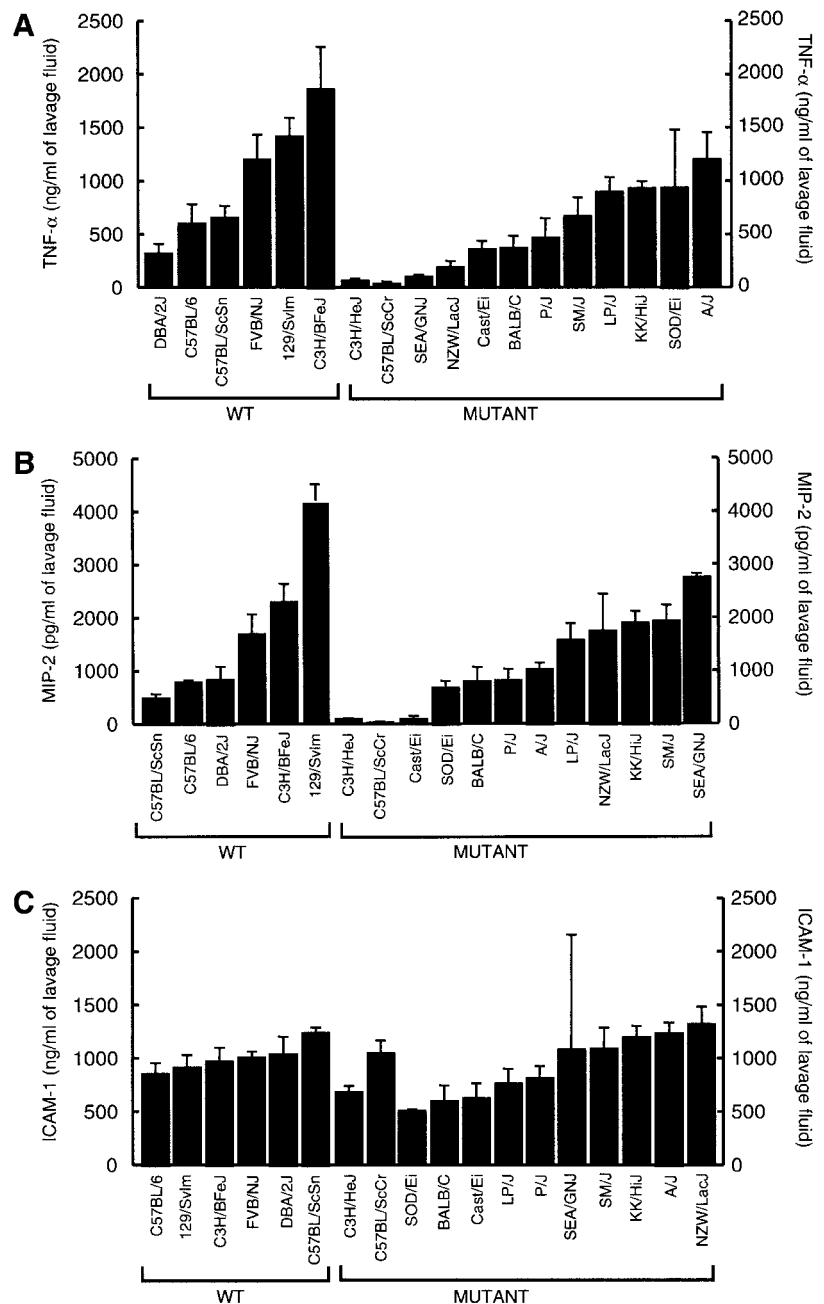 A
TNF-α (ng/ml of lavage fluid)
2500
2000
1500
1000
500
0
2500
2000
1500
1000
500
0
TNF-α (ng/ml of lavage fluid)
DBA/2J
C57BL/6
C57BL/ScSn
FVB/NJ
129/SvIm
C3H/BFeJ
C3H/HeJ
C57BL/ScCr
SEA/GNJ
NZW/LacJ
Cast/Ei
BALB/C
P/J
SM/J
LP/J
KK/HiJ
SOD/Ei
A/J
WT
MUTANT
B
MIP-2 (pg/ml of lavage fluid)
5000
4000
3000
2000
1000
0
5000
4000
3000
2000
1000
0
MIP-2 (pg/ml of lavage fluid)
C57BL/ScSn
C57BL/6
DBA/2J
FVB/NJ
C3H/BFeJ
129/SvIm
C3H/HeJ
C57BL/ScCr
Cast/Ei
SOD/Ei
BALB/C
P/J
A/J
LP/J
NZW/LacJ
KK/HiJ
SM/J
SEA/GNJ
WT
MUTANT
C
ICAM-1 (ng/ml of lavage fluid)
2500
2000
1500
1000
500
0
2500
2000
1500
1000
500
0
ICAM-1 (ng/ml of lavage fluid)
C57BL/6
129/SvIm
C3H/BFeJ
FVB/NJ
DBA/2J
C57BL/ScSn
C3H/HeJ
C57BL/ScCr
SOD/Ei
BALB/C
Cast/Ei
LP/J
P/J
SEA/GNJ
SM/J
KK/HiJ
A/J
NZW/LacJ
WT
MUTANT